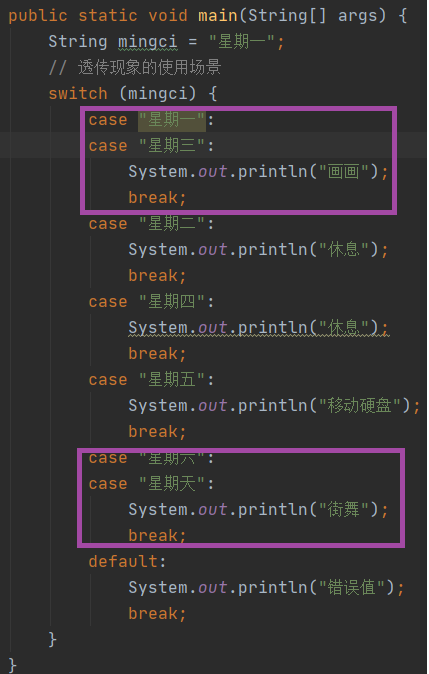 public static void main(String[] args) {
    String mingci = "星期一";
    // 透传现象的使用场景
    switch (mingci) {
        case "星期一":
        case "星期三":
            System.out.println("画画");
            break;
        case "星期二":
            System.out.println("休息");
            break;
        case "星期四":
            System.out.println("休息");
            break;
        case "星期五":
            System.out.println("移动硬盘");
            break;
        case "星期六":
        case "星期天":
            System.out.println("街舞");
            break;
        default:
            System.out.println("错误值");
            break;
    }
}